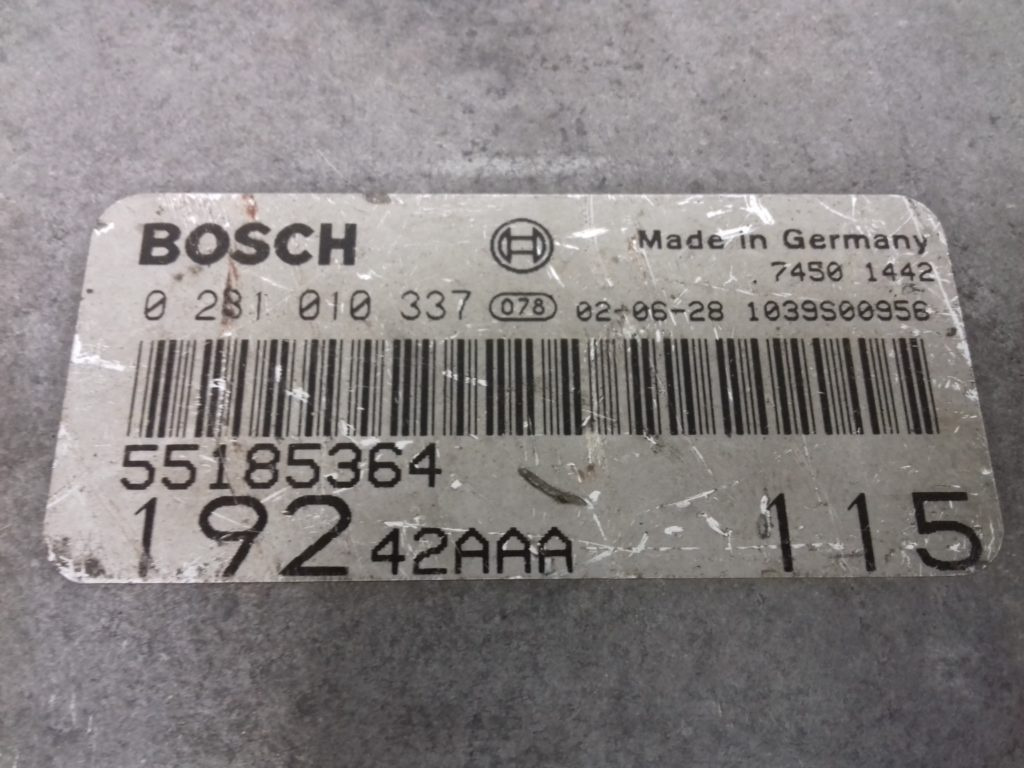 BOSCH Made in Germany
7450 1442
0 281 010 337 078 02-06-28 1039S00956
55185364
192 42AAA 115